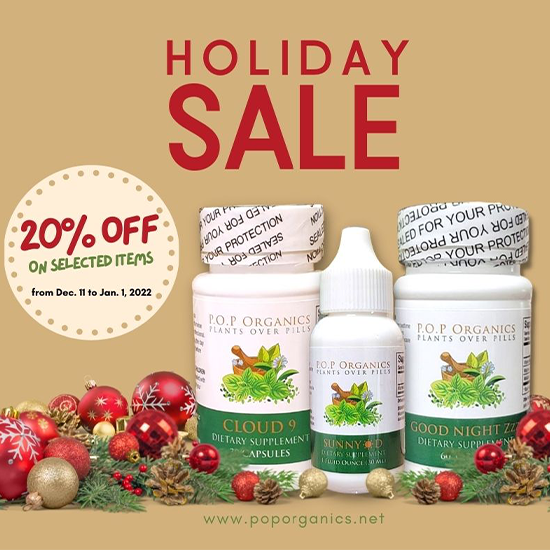 HOLIDAY
SALE
20% OFF
ON SELECTED ITEMS
from Dec. 11 to Jan. 1, 2022
SEALED FOR YOUR PROTECTION
SEALED FOR YOUR PROTECTION
P.O.P ORGANICS
PLANTS OVER PILLS
CLOUD 9
DIETARY SUPPLEMENT
CAPSULES
P.O.P ORGANICS
PLANTS OVER PILLS
SUNNY D
DIETARY SUPPLEMENT
P.O.P ORGANICS
PLANTS OVER PILLS
GOOD NIGHT Zz
DIETARY SUPPLEMENT
www.poporganics.net